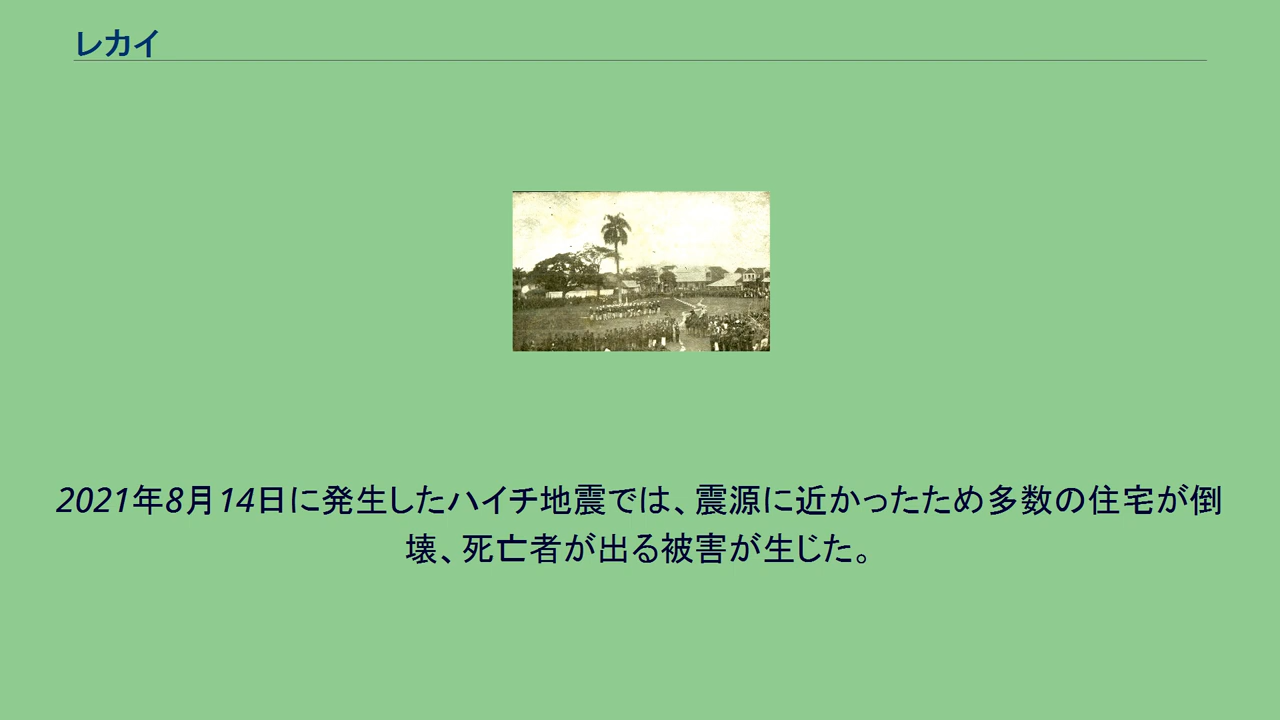 レカイ
2021年8月14日に発生したハイチ地震では、震源に近かったため多数の住宅が倒
壊、死亡者が出る被害が生じた。